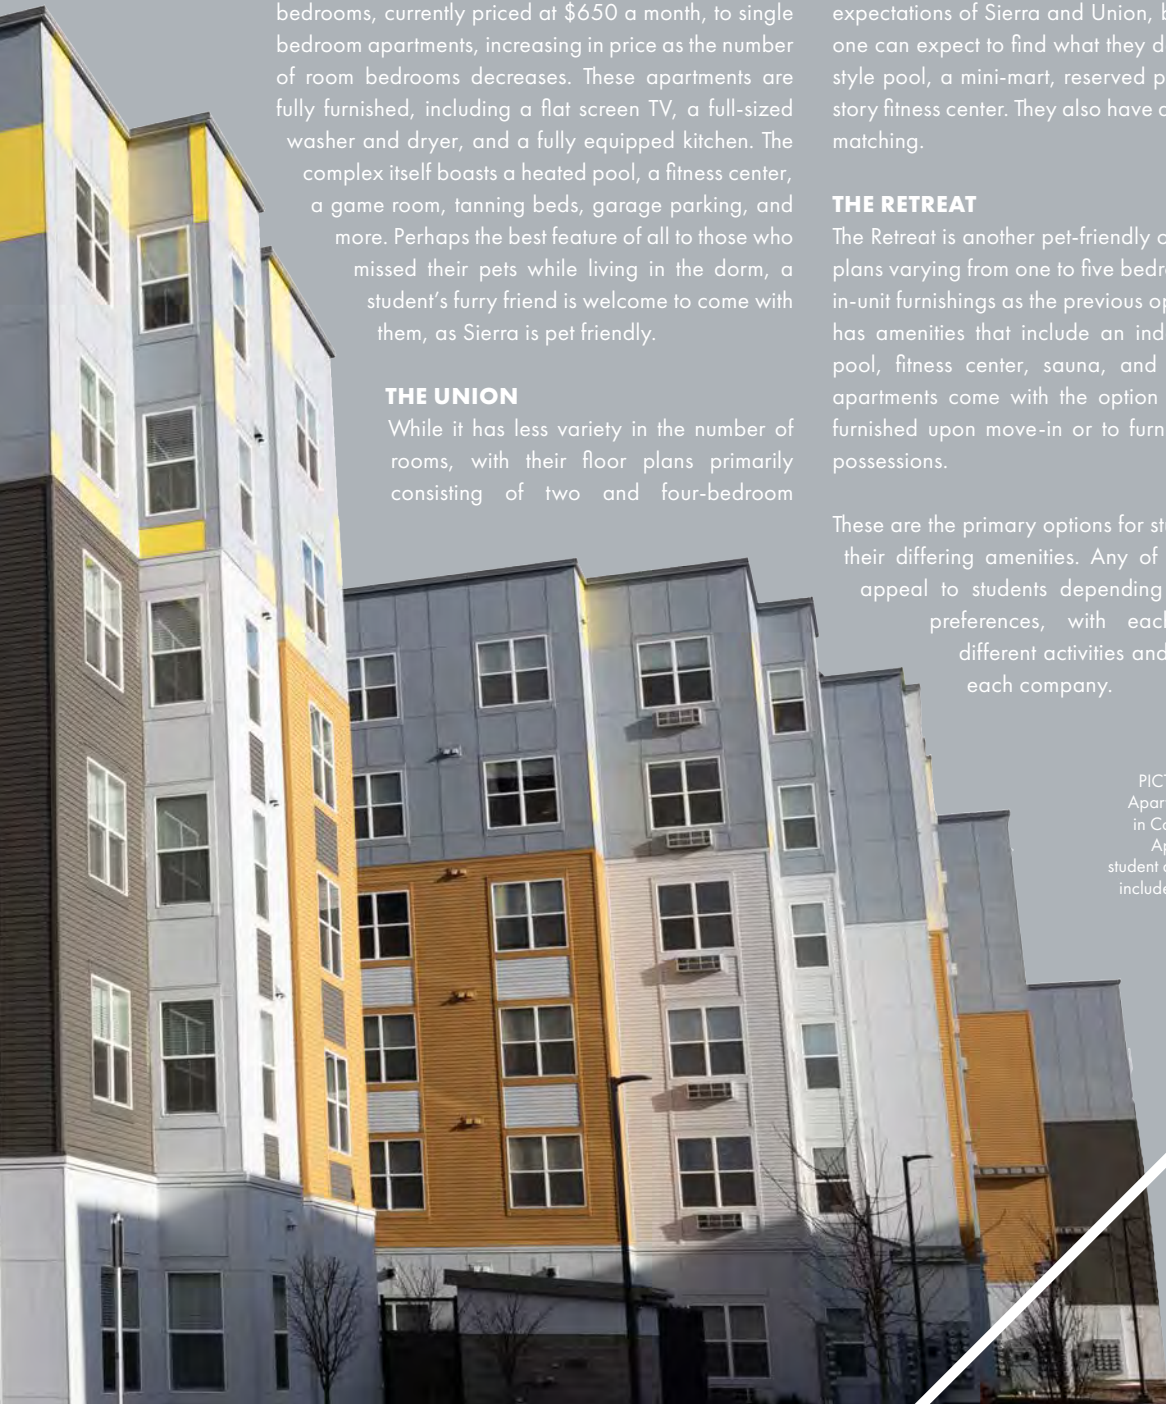 bedrooms, currently priced at $650 a month, to single
bedroom apartments, increasing in price as the number
of room bedrooms decreases. These apartments are
fully furnished, including a flat screen TV, a full-sized
washer and dryer, and a fully equipped kitchen. The
complex itself boasts a heated pool, a fitness center,
a game room, tanning beds, garage parking, and
more. Perhaps the best feature of all to those who
missed their pets while living in the dorm, a
student’s furry friend is welcome to come with
them, as Sierra is pet friendly.
THE UNION
While it has less variety in the number of
rooms, with their floor plans primarily
consisting of two and four-bedroom
expectations of Sierra and Union,
one can expect to find what they
style pool, a mini-mart, reserved
story fitness center. They also have
matching.
THE RETREAT
The Retreat is another pet-friendly
plans varying from one to five
in-unit furnishings as the previous
has amenities that include an
pool, fitness center, sauna, and
apartments come with the option
furnished upon move-in or to
possessions.
These are the primary options for
their differing amenities. Any of
appeal to students depending
preferences, with
different activities and
each company.
in
student